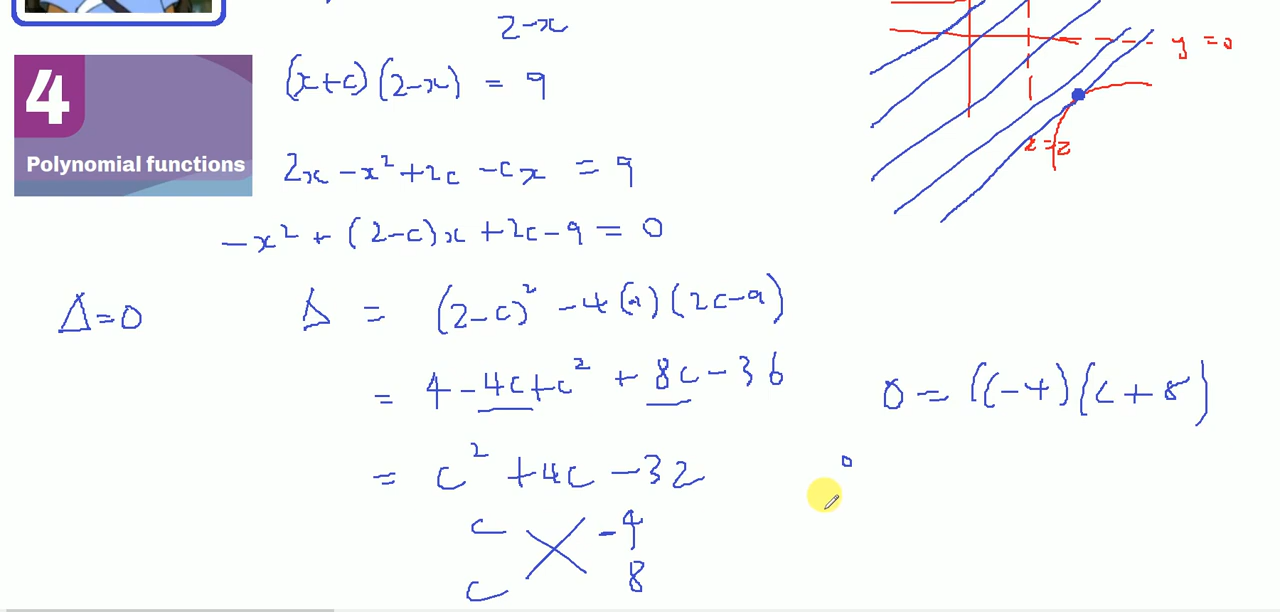 2-x
4
Polynomial functions
(x+c)(2-x) = 9
y = 0
x = 2
2x - x² + 2c - cx = 9
-x² + (2-c)x + 2c - 9 = 0
Δ=0
Δ = (2-c)² - 4( )(2c-9)
= 4 - 4c + c² + 8c - 36
0 = (c-4)(c+8)
= c² + 4c - 32
c -4
c 8